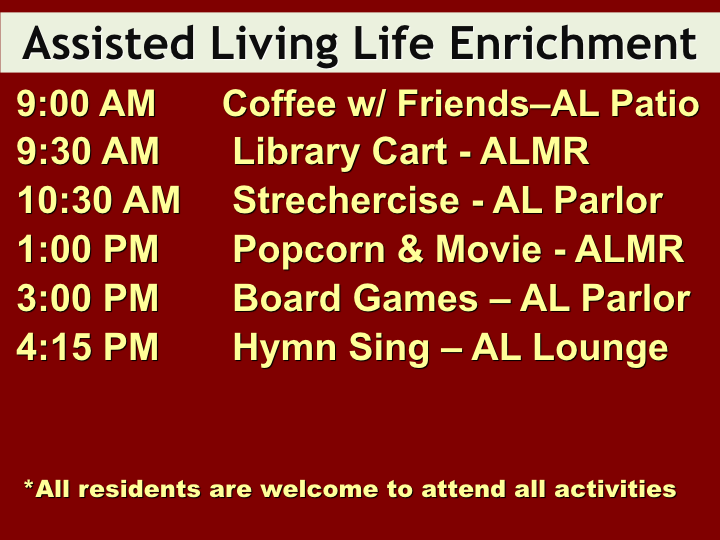 Assisted Living Life Enrichment
9:00 AM Coffee w/ Friends–AL Patio
9:30 AM Library Cart - ALMR
10:30 AM Strechercise - AL Parlor
1:00 PM Popcorn & Movie - ALMR
3:00 PM Board Games – AL Parlor
4:15 PM Hymn Sing – AL Lounge
*All residents are welcome to attend all activities